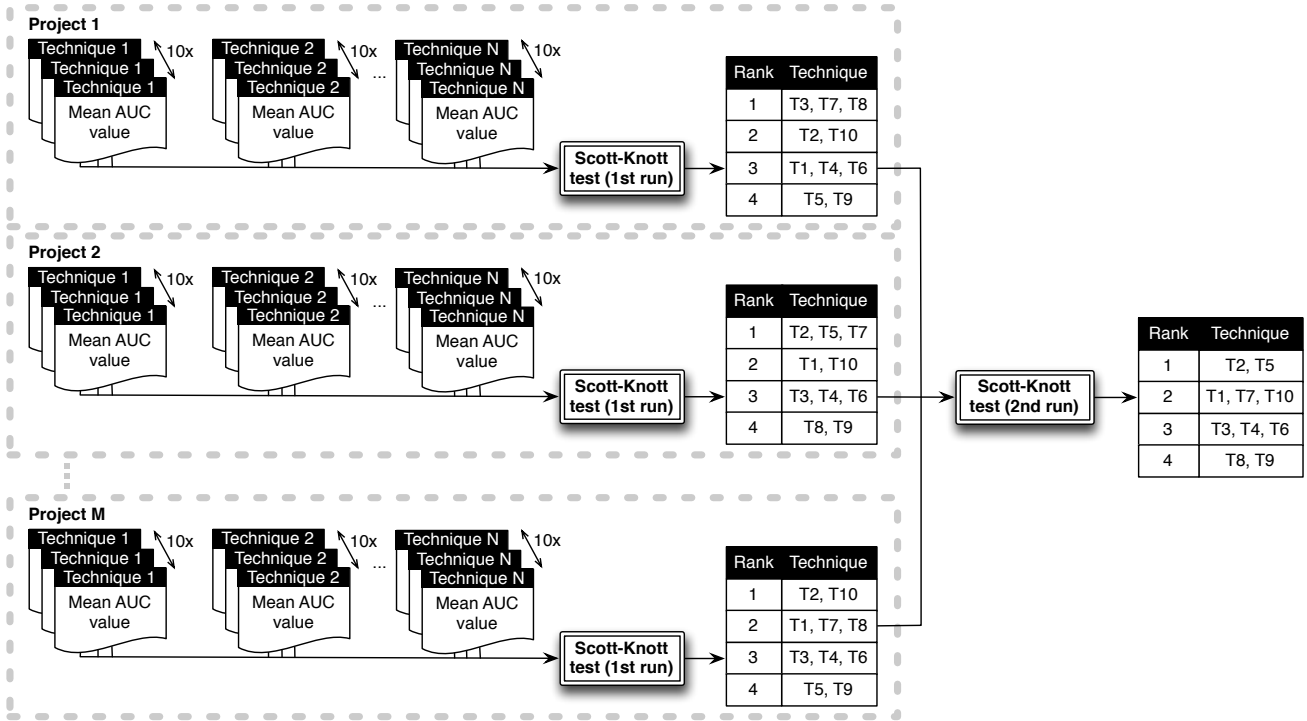 Project 1
Technique 1
Technique 1
Technique 1
Mean AUC
value
10x
Technique 2
Technique 2
Technique 2
Mean AUC
value
10x
...
Technique N
Technique N
Technique N
Mean AUC
value
10x
Scott-Knott
test (1st run)
Rank Technique
1 T3, T7, T8
2 T2, T10
3 T1, T4, T6
4 T5, T9
Project 2
Technique 1
Technique 1
Technique 1
Mean AUC
value
10x
Technique 2
Technique 2
Technique 2
Mean AUC
value
10x
...
Technique N
Technique N
Technique N
Mean AUC
value
10x
Scott-Knott
test (1st run)
Rank Technique
1 T2, T5, T7
2 T1, T10
3 T3, T4, T6
4 T8, T9
Project M
Technique 1
Technique 1
Technique 1
Mean AUC
value
10x
Technique 2
Technique 2
Technique 2
Mean AUC
value
10x
...
Technique N
Technique N
Technique N
Mean AUC
value
10x
Scott-Knott
test (1st run)
Rank Technique
1 T2, T10
2 T1, T7, T8
3 T3, T4, T6
4 T5, T9
Scott-Knott
test (2nd run)
Rank Technique
1 T2, T5
2 T1, T7, T10
3 T3, T4, T6
4 T8, T9